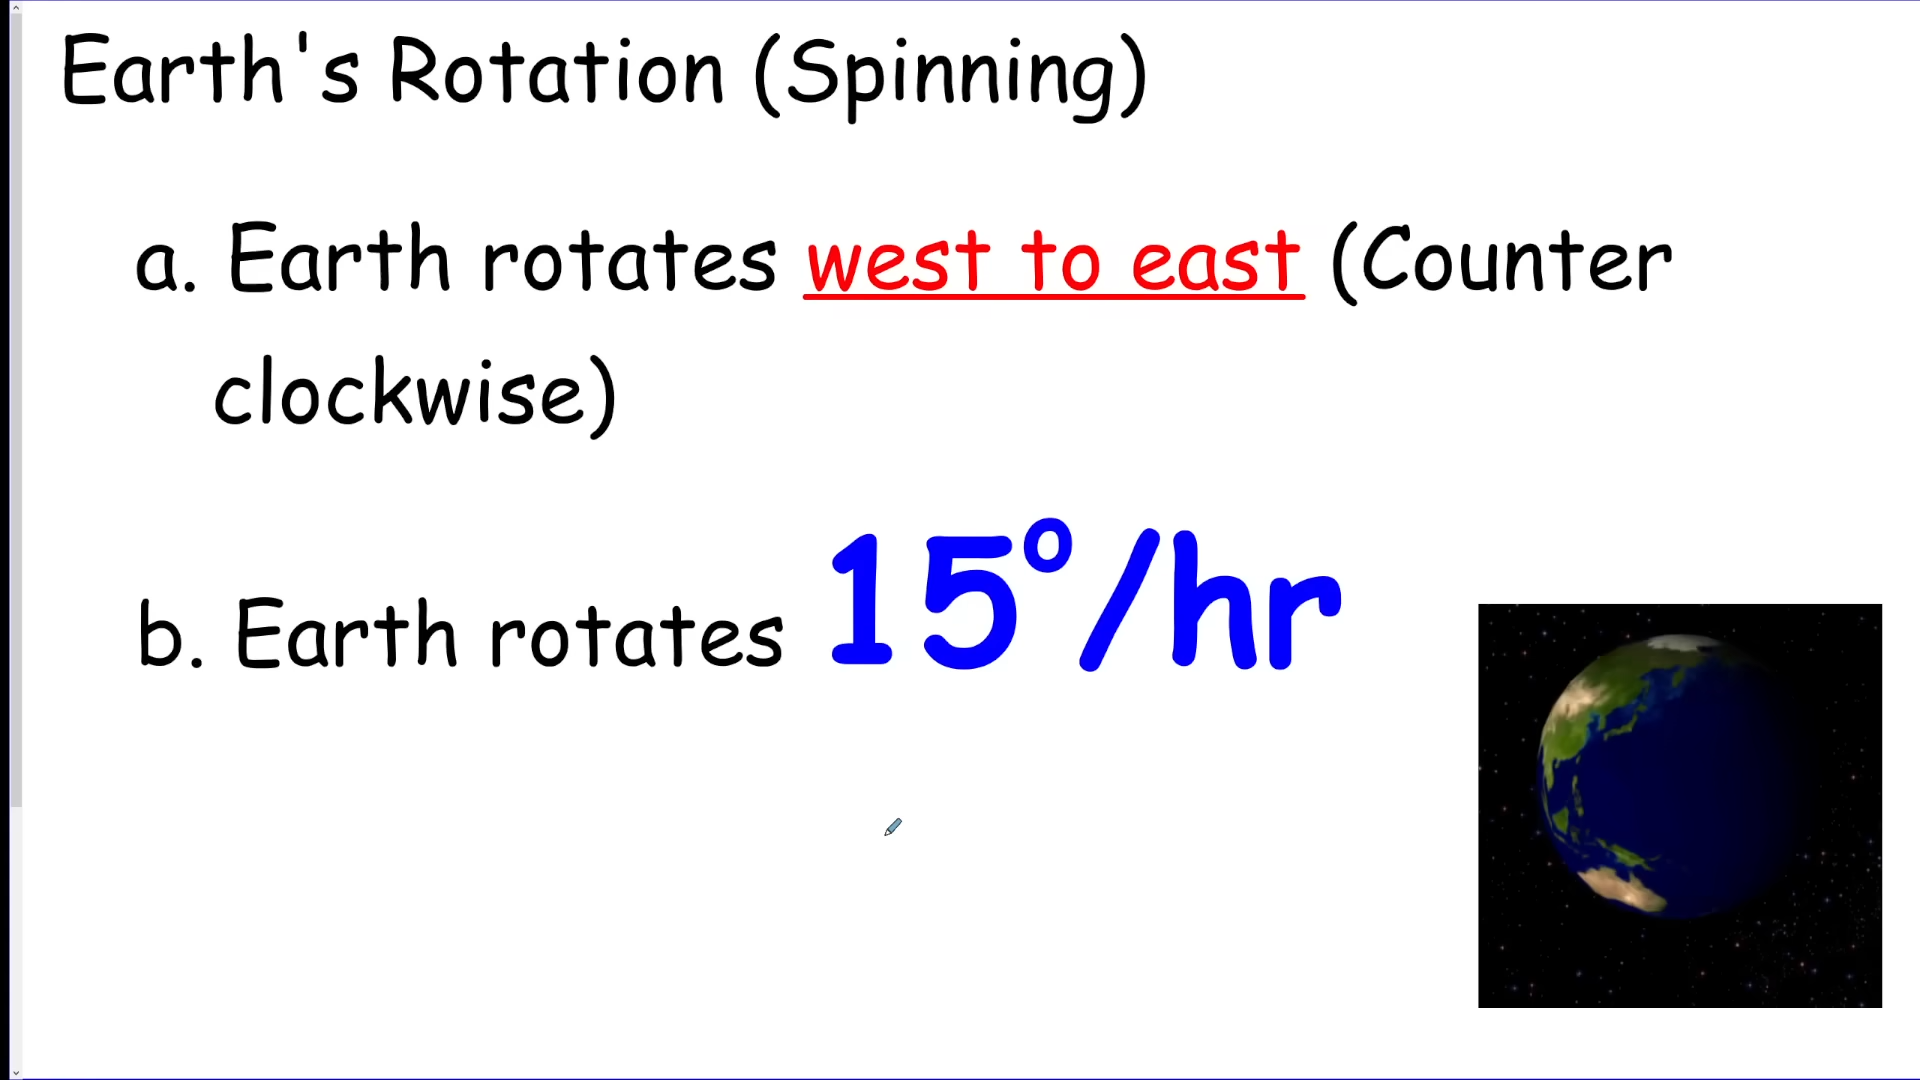 Earth's Rotation (Spinning)
a. Earth rotates west to east (Counter
clockwise)
b. Earth rotates 15°/hr